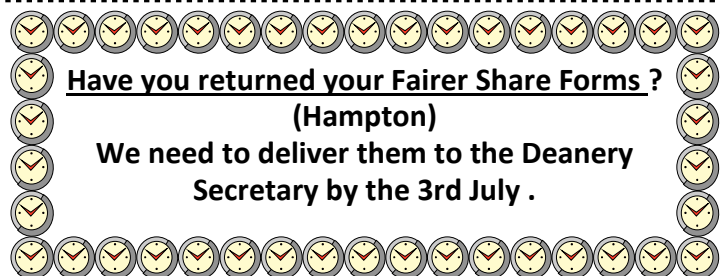 Have you returned your Fairer Share Forms ?
(Hampton)
We need to deliver them to the Deanery
Secretary by the 3rd July .